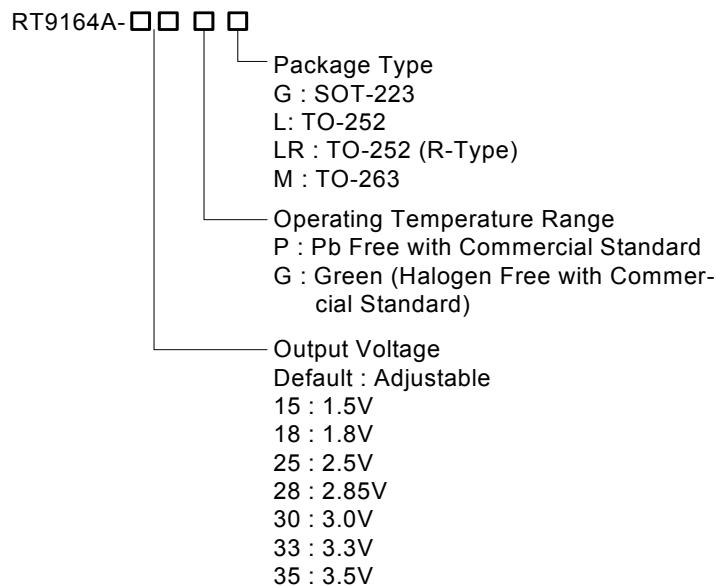 RT9164A-□□ □ □
Package Type
G : SOT-223
L: TO-252
LR : TO-252 (R-Type)
M : TO-263
Operating Temperature Range
P : Pb Free with Commercial Standard
G : Green (Halogen Free with Commer-
cial Standard)
Output Voltage
Default : Adjustable
15 : 1.5V
18 : 1.8V
25 : 2.5V
28 : 2.85V
30 : 3.0V
33 : 3.3V
35 : 3.5V